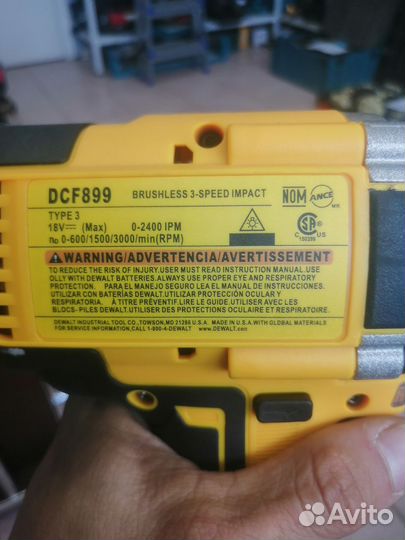 DCF899
BRUSHLESS 3-SPEED IMPACT
NOM ANCE
MR
TYPE 3
18V (Max) 0-2400 IPM
no 0-600/1500/3000/min(RPM)
C SA US
WARNING/ADVERTENCIA/AVERTISSEMENT
TO REDUCE THE RISK OF INJURY.USER MUST READ INSTRUCTION MANUAL.USE
OLLY WITH DEWALT BATTERIES. ALWAYS USE PROPER EYE AND RESPIRATORY
PROTECTION. PARA EL MANEJO SEGURO LEA EL MANUAL DE INSTRUCCIONES.
UTILIZAR CON BATERÍAS DEWALT.UTILIZAR PROTECCION OCULAR Y
RESPIRATORIA. À TITRE PRÉVENTIF,LIRE LE GUIDE.UTILISER AVEC LES
BLOCS- PILES DEWALT.UTILISER DES PROTECTIONS OCULAIRE ET RESPIRATOIRE.
DEWALT INDUSTRIAL TOOL CO.,TOWSON,MD 21286 U.S.A. MADE IN U.S.A.WITH GLOBAL MATERIALS
FOR SERVICE INFORMATION,CALL 1-800-4-DEWALT WWW.DEWALT.com
Avito